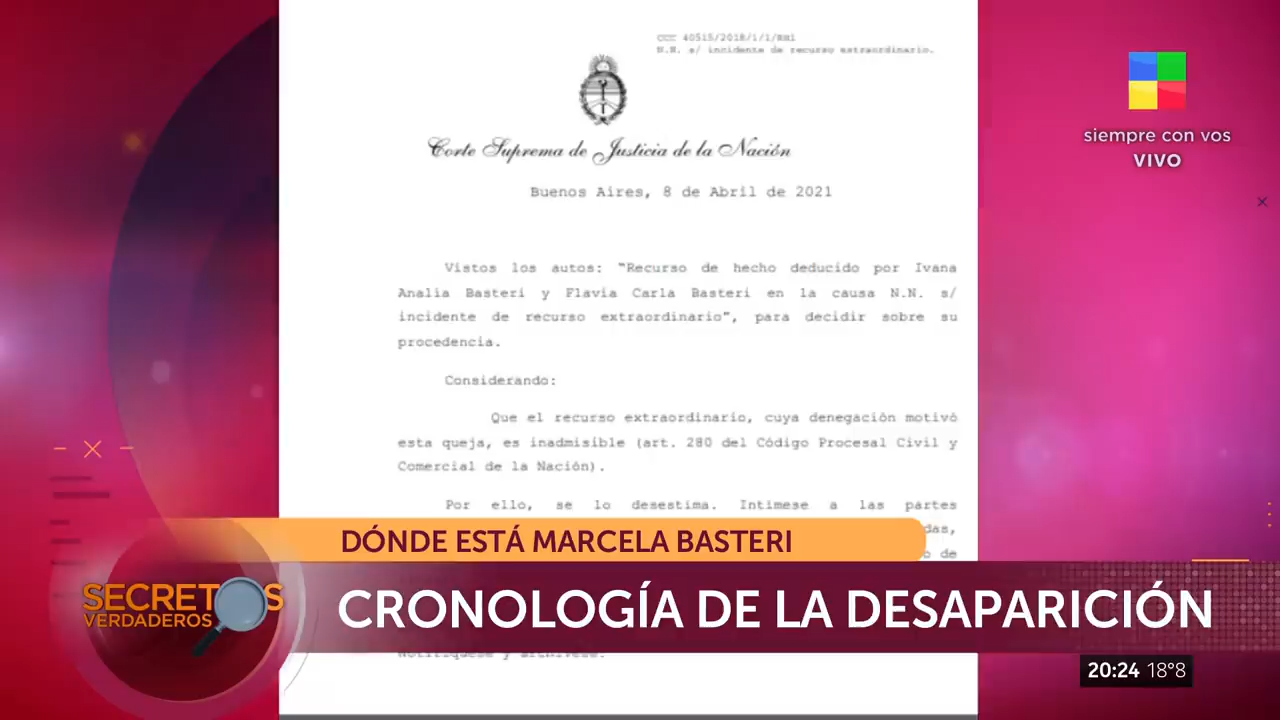 CCC 40515/2018/1/1/RH1
N.N. s/ incidente de recurso extraordinario.
Corte Suprema de Justicia de la Nación
Buenos Aires, 8 de Abril de 2021
siempre con vos
VIVO
Vistos los autos: "Recurso de hecho deducido por Ivana
Analía Basteri y Flavia Carla Basteri en la causa N.N. s/
incidente de recurso extraordinario", para decidir sobre su
procedencia.
Considerando:
Que el recurso extraordinario, cuya denegación motivó
esta queja, es inadmisible (art. 280 del Código Procesal Civil y
Comercial de la Nación).
Por ello, se lo desestima. Intímese a las partes
DÓNDE ESTÁ MARCELA BASTERI
de
SECRETOS
VERDADEROS
CRONOLOGÍA DE LA DESAPARICIÓN
20:24 18°8